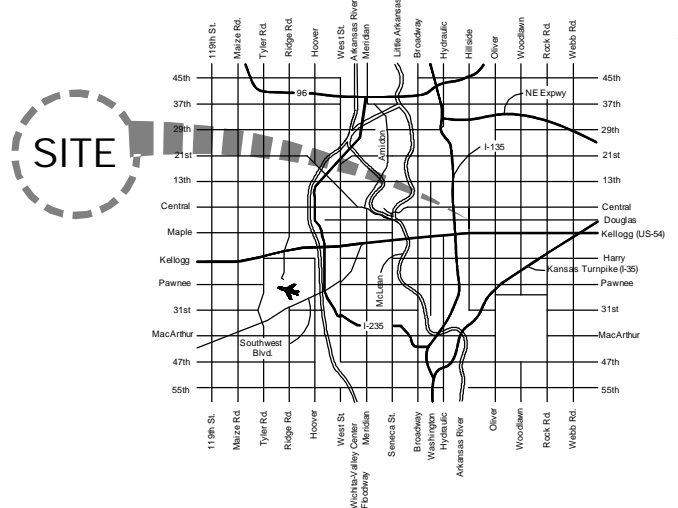 119th St.
Maize Rd.
Tyler Rd.
Ridge Rd.
Hoover
West St.
Arkansas River
Meridian
Little Arkansas
Broadway
Hydraulic
Hillside
Oliver
Woodlawn
Rock Rd.
Webb Rd.
45th
37th
29th
21st
13th
Central
Maple
Kellogg
Pawnee
31st
MacArthur
47th
55th
SITE
96
NE Expwy
Amidon
I-135
McLean
I-235
Southwest
Blvd.
45th
37th
29th
21st
13th
Central
Douglas
Kellogg (US-54)
Harry
Kansas Turnpike (I-35)
Pawnee
31st
MacArthur
47th
55th
119th St.
Maize Rd.
Tyler Rd.
Ridge Rd.
Hoover
West St.
Wichita-Valley Center
Floodway
Meridian
Seneca St.
Broadway
Washington
Hydraulic
Arkansas River
Oliver
Woodlawn
Rock Rd.
Webb Rd.